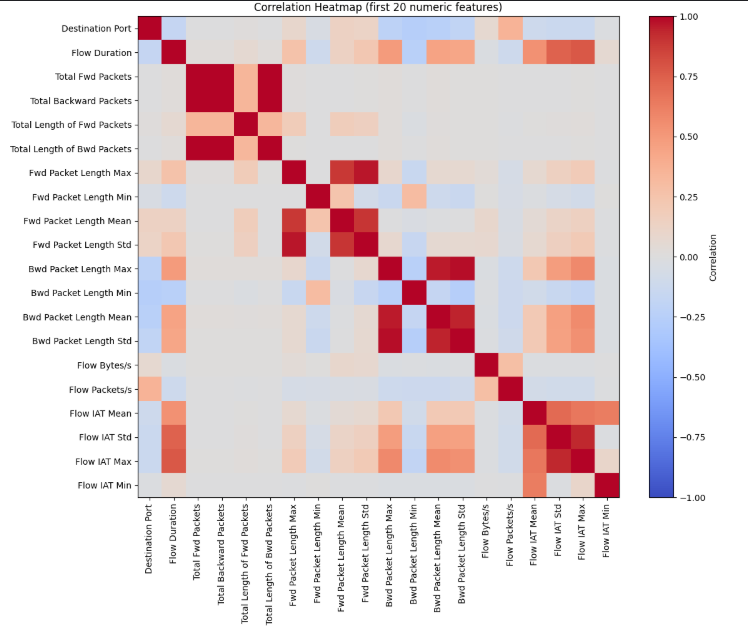 Correlation Heatmap (first 20 numeric features)
Destination Port
Flow Duration
Total Fwd Packets
Total Backward Packets
Total Length of Fwd Packets
Total Length of Bwd Packets
Fwd Packet Length Max
Fwd Packet Length Min
Fwd Packet Length Mean
Fwd Packet Length Std
Bwd Packet Length Max
Bwd Packet Length Min
Bwd Packet Length Mean
Bwd Packet Length Std
Flow Bytes/s
Flow Packets/s
Flow IAT Mean
Flow IAT Std
Flow IAT Max
Flow IAT Min
Destination Port
Flow Duration
Total Fwd Packets
Total Backward Packets
Total Length of Fwd Packets
Total Length of Bwd Packets
Fwd Packet Length Max
Fwd Packet Length Min
Fwd Packet Length Mean
Fwd Packet Length Std
Bwd Packet Length Max
Bwd Packet Length Min
Bwd Packet Length Mean
Bwd Packet Length Std
Flow Bytes/s
Flow Packets/s
Flow IAT Mean
Flow IAT Std
Flow IAT Max
Flow IAT Min
1.00
0.75
0.50
0.25
0.00
−0.25
−0.50
−0.75
−1.00
Correlation